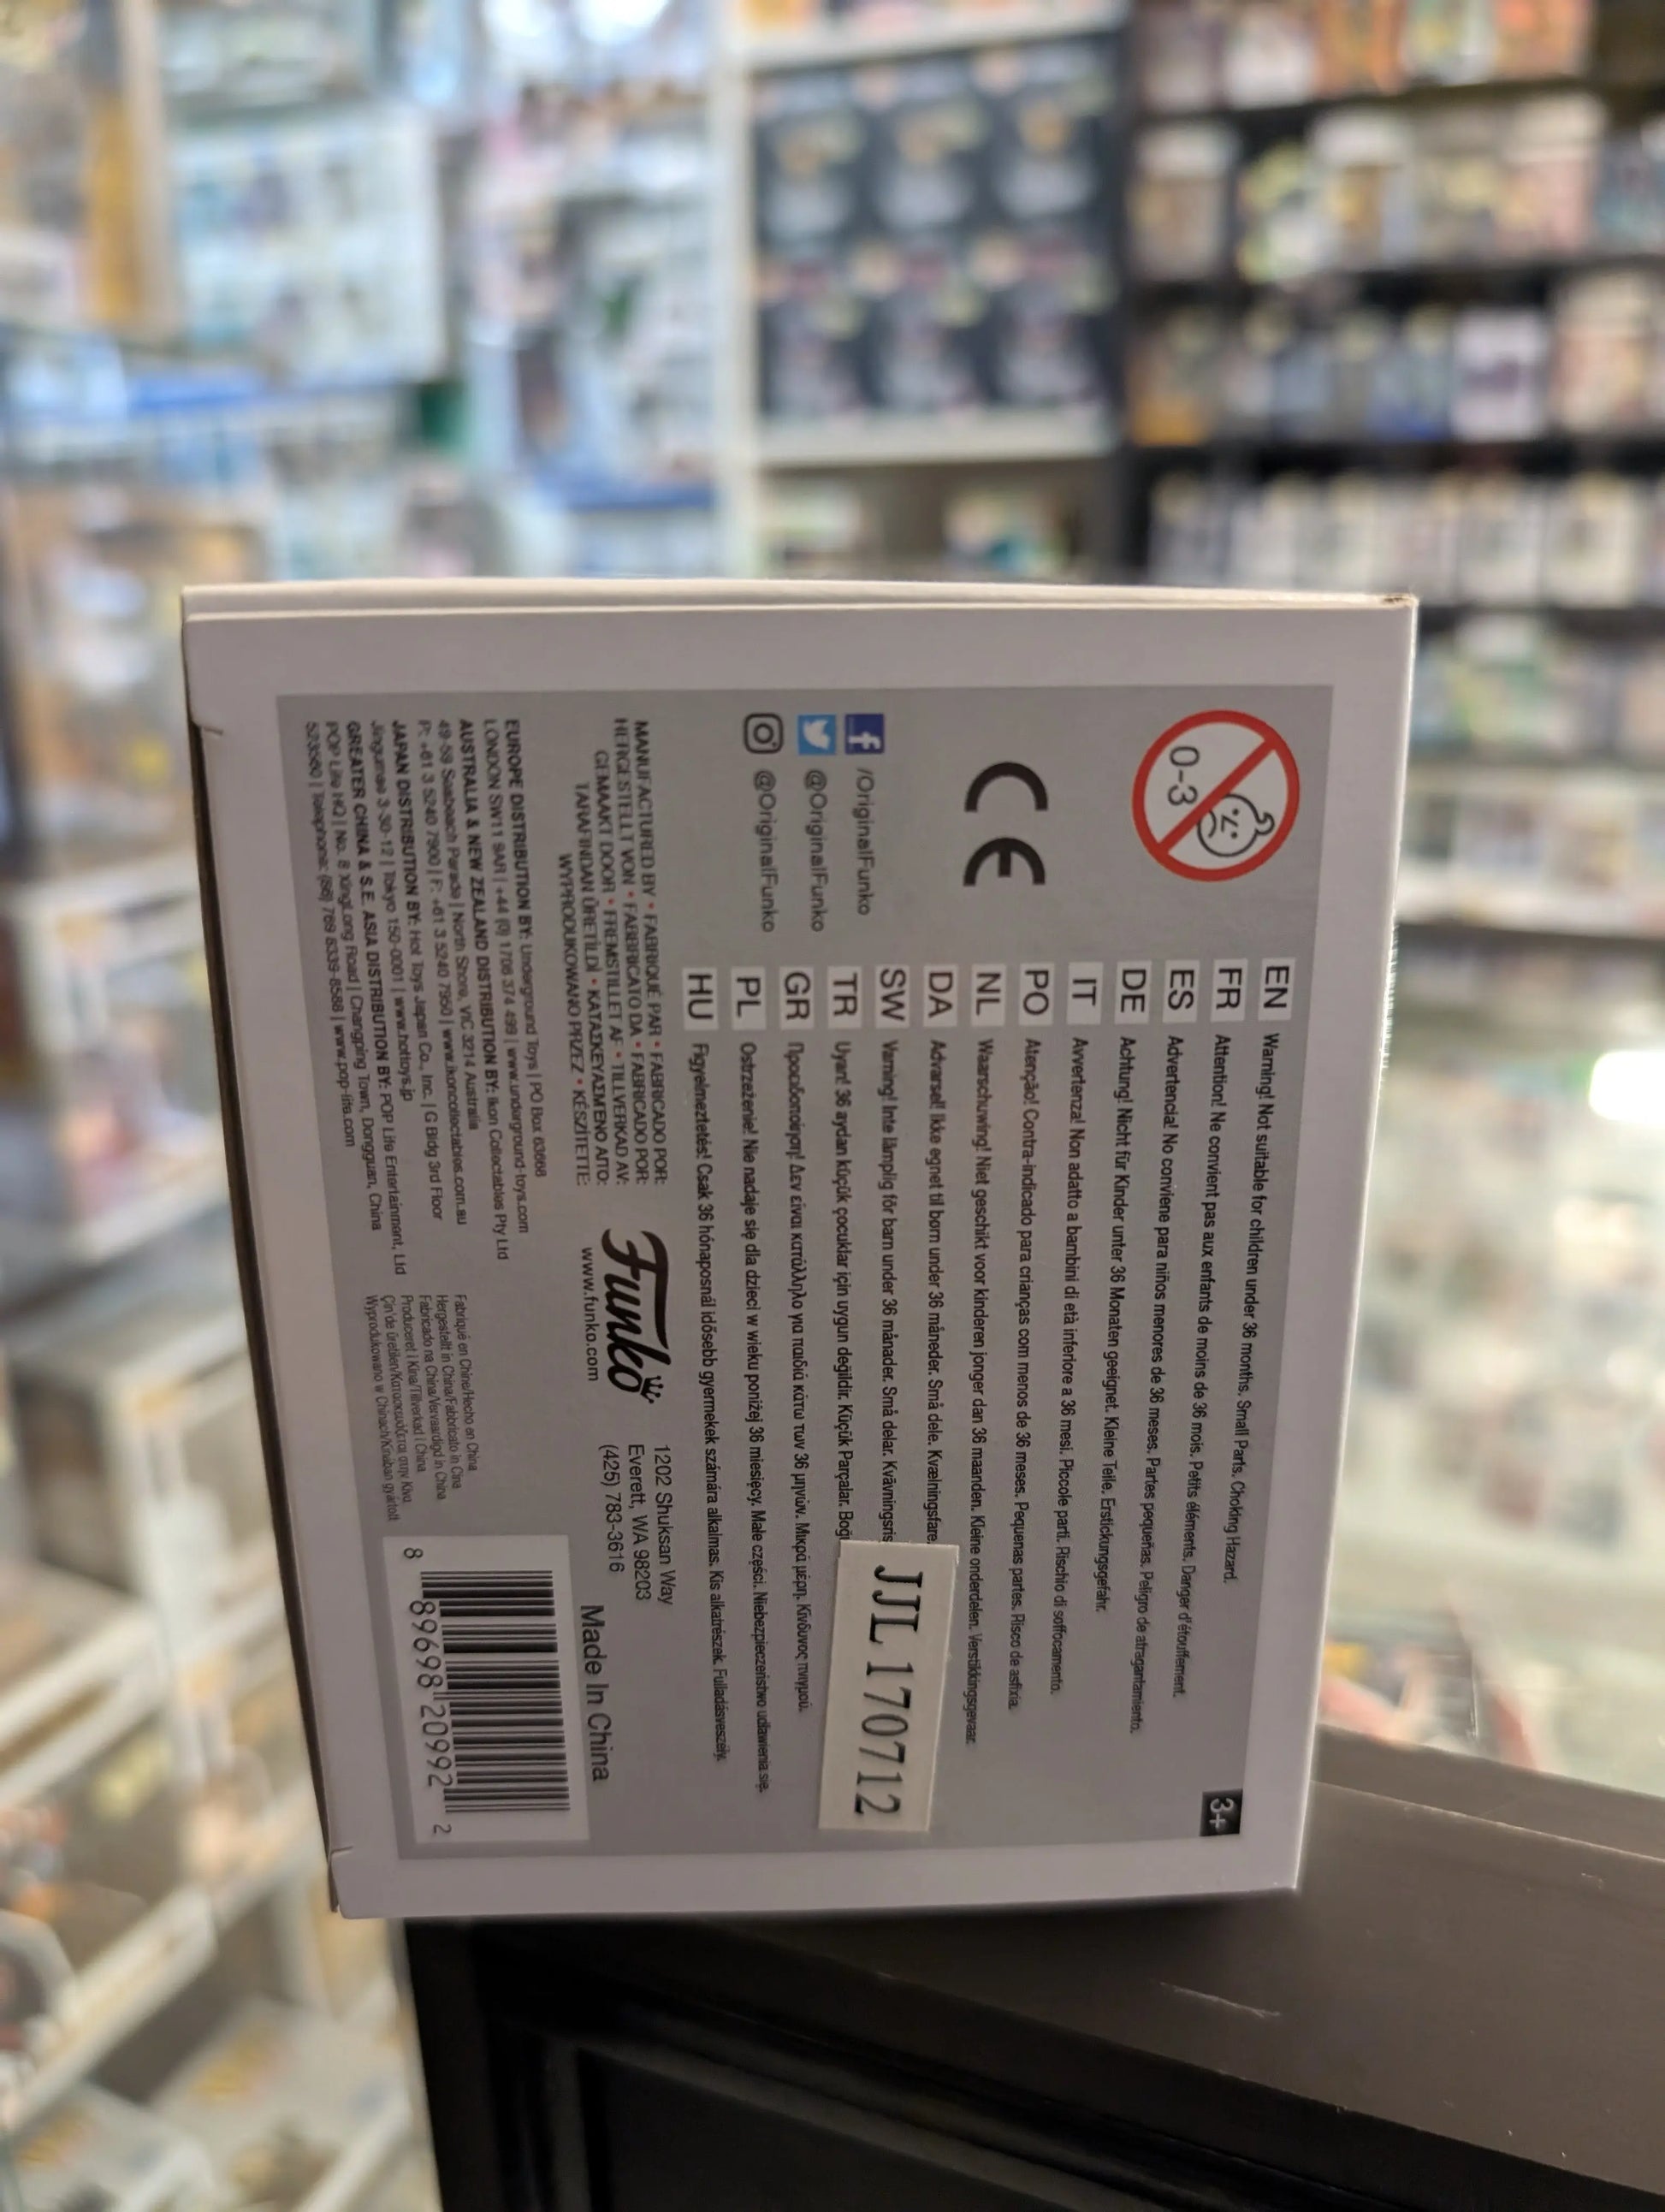 0-3
EN Warning! Not suitable for children under 36 months. Small Parts. Choking Hazard.
FR Attention! Ne convient pas aux enfants de moins de 36 mois. Petits éléments. Danger d'étouffement.
ES Advertencia! No conviene para niños menores de 36 meses. Partes pequeñas. Peligro de atragantamiento.
DE Achtung! Nicht für Kinder unter 36 Monaten geeignet. Kleine Teile. Erstickungsgefahr.
IT Avvertenza! Non adatto a bambini di età inferiore a 36 mesi. Piccole parti. Rischio di soffocamento.
PO Atenção! Contra-indicado para crianças com menos de 36 meses. Pequenas partes. Risco de asfixia.
NL Waarschuwing! Niet geschikt voor kinderen jonger dan 36 maanden. Kleine onderdelen. Verstikkingsgevaar.
DA Advarsel! Ikke egnet til born under 36 måneder. Små dele. Kvælningsfare.
SW Varning! Inte lämplig för barn under 36 månader. Små delar. Kvävningsris
TR Uyarı! 36 aydan küçük çocuklar için uygun değildir. Küçük Parçalar. Boğ
GR Προειδοποίηση! Δεν είναι κατάλληλο για παιδιά κάτω των 36 μηνών. Μικρά μέρη. Κίνδυνος πνιγμού.
PL Ostrzeżenie! Nie nadaje się dla dzieci w wieku poniżej 36 miesięcy. Małe części. Niebezpieczeństwo udławienia się.
HU Figyelmeztetés! Csak 36 hónaposnál idősebb gyermekek számára alkalmas. Kis alkatrészek. Fulladásveszély.
3+
CE
/OriginalFunko
@OriginalFunko
@OriginalFunko
JJL 170712
MANUFACTURED BY • FABRIQUÉ PAR • FABRICADO POR:
HERGESTELLT VON • FABBRICATO DA • FABRICADO POR:
GEMAAKT DOOR • FREMSTILLET AF • TILLVERKAD AV:
TARAFINDAN ÜRETİLDİ • ΚΑΤΑΣΚΕΥΑΣΜΕΝΟ ΑΠΟ:
WYPRODUKOWANO PRZEZ • KÉSZÍTETTE:
Funko
www.funko.com
1202 Shuksan Way
Everett, WA 98203
(425) 783-3616
Made In China
EUROPE DISTRIBUTION BY: Underground Toys | PO Box 63668
LONDON SW11 9AR | +44 (0) 1708 374 499 | www.underground-toys.com
AUSTRALIA & NEW ZEALAND DISTRIBUTION BY: Ikon Collectables Pty Ltd
49-59 Seabeach Parade | North Shore, VIC 3214 Australia
P: +61 3 5240 7900 | F: +61 3 5240 7950 | www.ikoncollectables.com.au
JAPAN DISTRIBUTION BY: Hot Toys Japan Co., Inc. | G Bldg 3rd Floor
Jingumae 3-30-12 | Tokyo 150-0001 | www.hottoys.jp
GREATER CHINA & S.E. ASIA DISTRIBUTION BY: POP Life Entertainment, Ltd
POP Life HQ | No. 8 XingLong Road | Changping Town, Dongguan, China
523560 | Telephone: (86) 769 8339-8588 | www.pop-life.com
Fabriqué en Chine/Hecho en China
Hergestellt in China/Fabbricato in Cina
Fabricado na China/Vervaardigd in China
Produceret i Kina/Tillverkad i China
Çin'de üretilen/Κατασκευάζεται στην Κίνα
Wyprodukowano w Chinach/Kínában gyártott
8 89698 20992 2